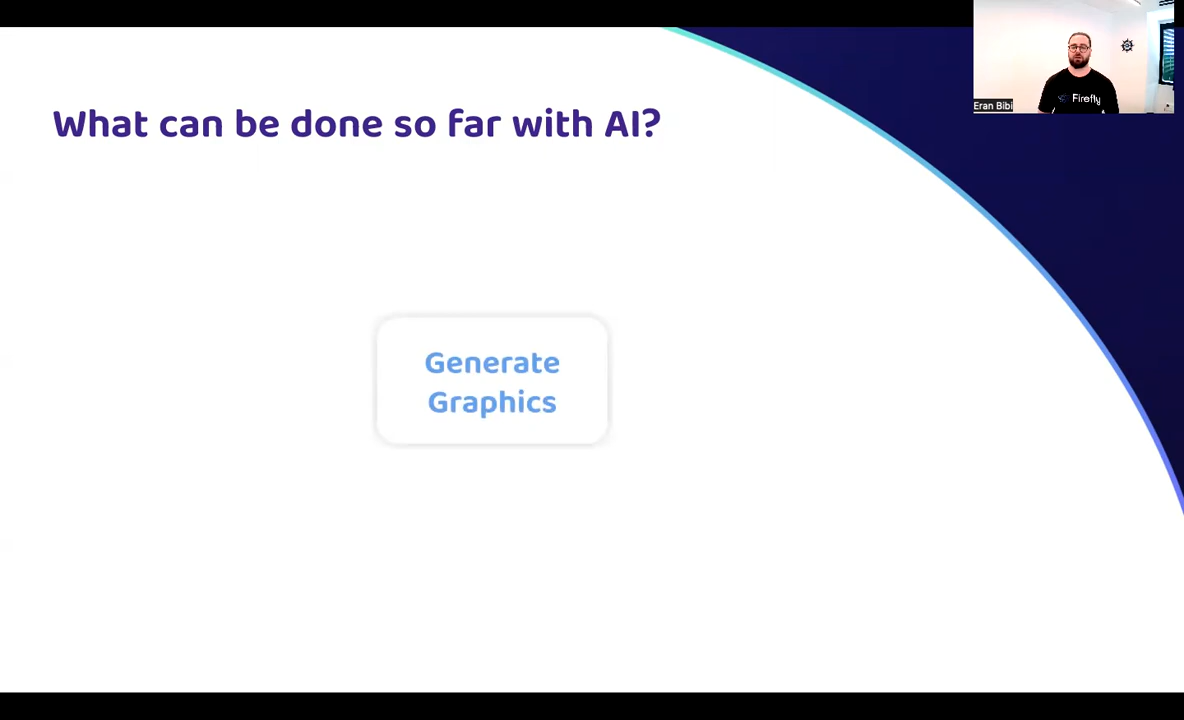 What can be done so far with AI?
Firefly
Eran Bibi
Generate
Graphics